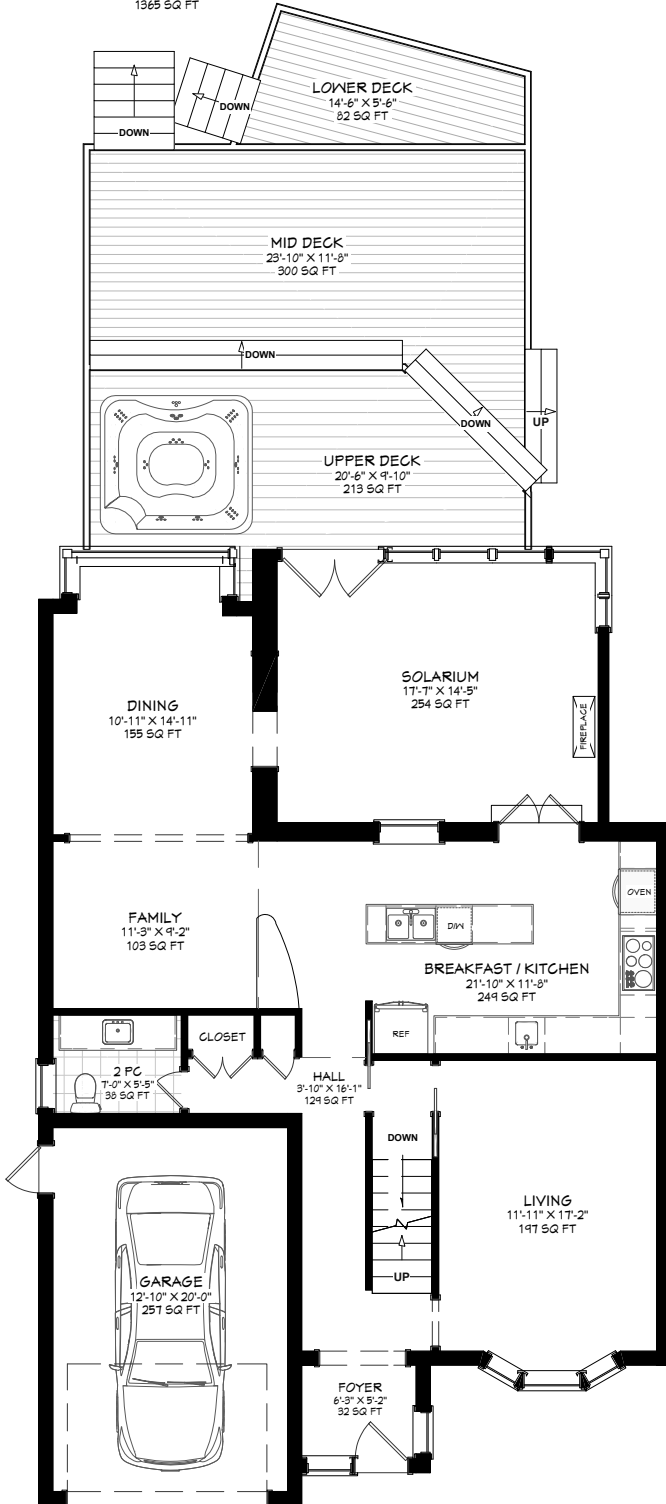 1365 SQ FT
LOWER DECK
14'-6" X 5'-6"
82 SQ FT
DOWN
DOWN
MID DECK
23'-10" X 11'-8"
300 SQ FT
DOWN
DOWN
UP
UPPER DECK
20'-6" X 9'-10"
213 SQ FT
SOLARIUM
17'-7" X 14'-5"
254 SQ FT
FIREPLACE
DINING
10'-11" X 14'-11"
155 SQ FT
OVEN
FAMILY
11'-3" X 9'-2"
103 SQ FT
D/W
BREAKFAST / KITCHEN
21'-10" X 11'-8"
249 SQ FT
CLOSET
REF
2 PC
7'-0" X 5'-5"
38 SQ FT
HALL
3'-10" X 16'-1"
129 SQ FT
DOWN
LIVING
11'-11" X 17'-2"
197 SQ FT
UP
GARAGE
12'-10" X 20'-0"
257 SQ FT
FOYER
6'-3" X 5'-2"
32 SQ FT